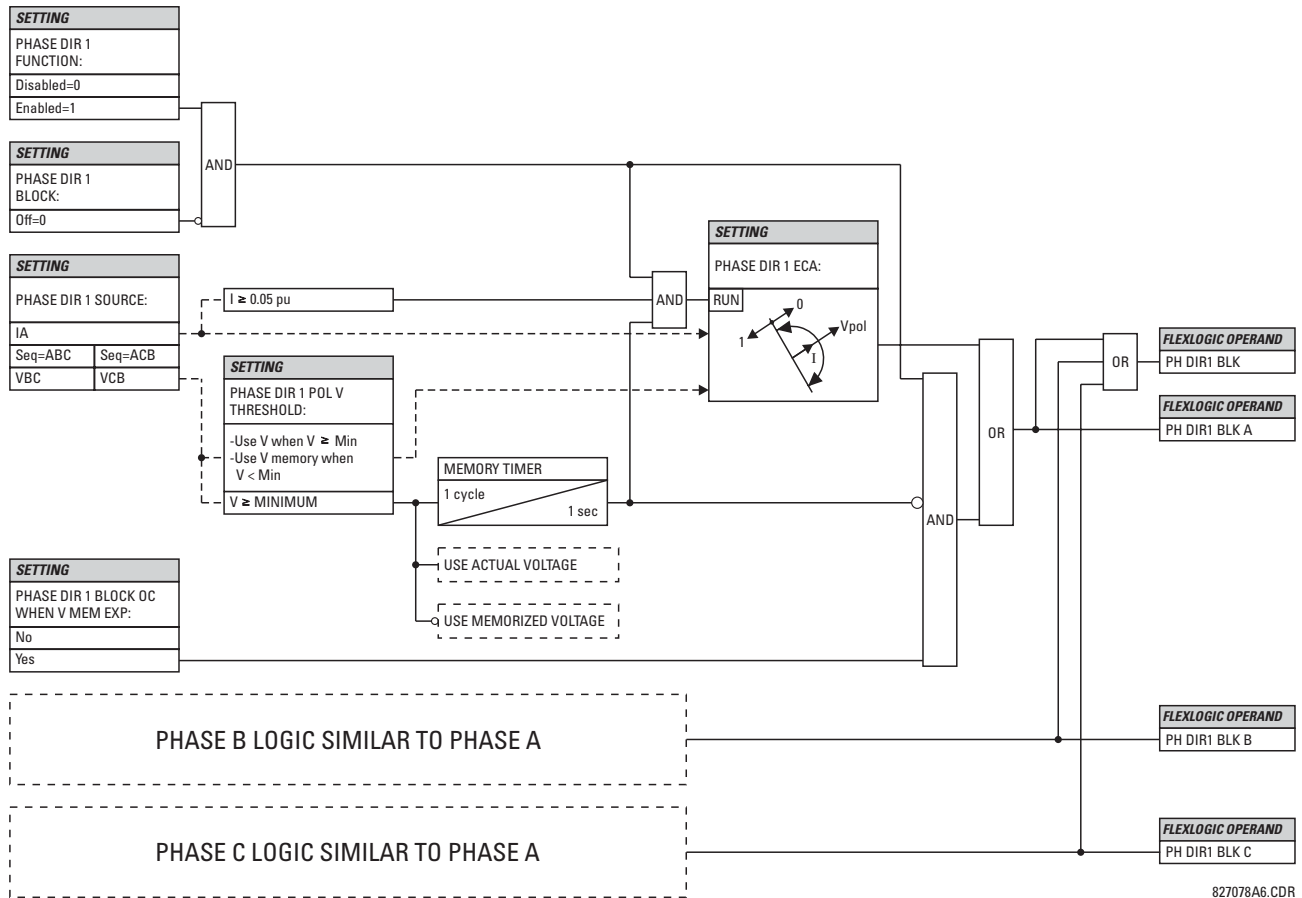 SETTING
PHASE DIR 1
FUNCTION:
Disabled=0
Enabled=1
SETTING
PHASE DIR 1
BLOCK:
Off=0
AND
SETTING
PHASE DIR 1 SOURCE:
IA
Seq=ABC Seq=ACB
VBC VCB
I ≥ 0.05 pu
SETTING
PHASE DIR 1 POL V
THRESHOLD:
-Use V when V ≥ Min
-Use V memory when
V < Min
V ≥ MINIMUM
MEMORY TIMER
1 cycle
1 sec
USE ACTUAL VOLTAGE
USE MEMORIZED VOLTAGE
AND
SETTING
PHASE DIR 1 ECA:
RUN
0
1
Vpol
I
SETTING
PHASE DIR 1 BLOCK OC
WHEN V MEM EXP:
No
Yes
AND
OR
OR
FLEXLOGIC OPERAND
PH DIR1 BLK
FLEXLOGIC OPERAND
PH DIR1 BLK A
PHASE B LOGIC SIMILAR TO PHASE A
FLEXLOGIC OPERAND
PH DIR1 BLK B
PHASE C LOGIC SIMILAR TO PHASE A
FLEXLOGIC OPERAND
PH DIR1 BLK C
827078A6.CDR